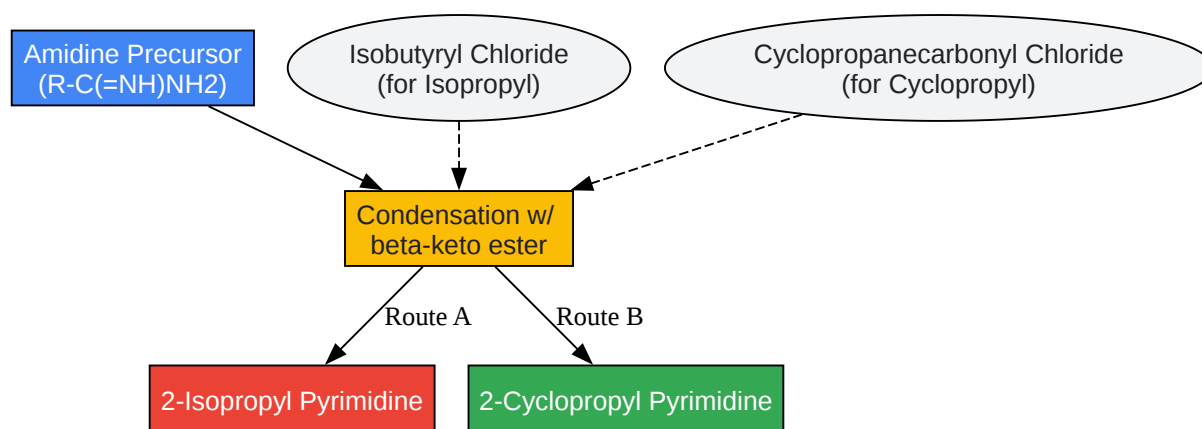 Amidine Precursor
(R-C(=NH)NH2)
Isobutyryl Chloride
(for Isopropyl)
Cyclopropanecarbonyl Chloride
(for Cyclopropyl)
Condensation w/
beta-keto ester
Route A
Route B
2-Isopropyl Pyrimidine
2-Cyclopropyl Pyrimidine